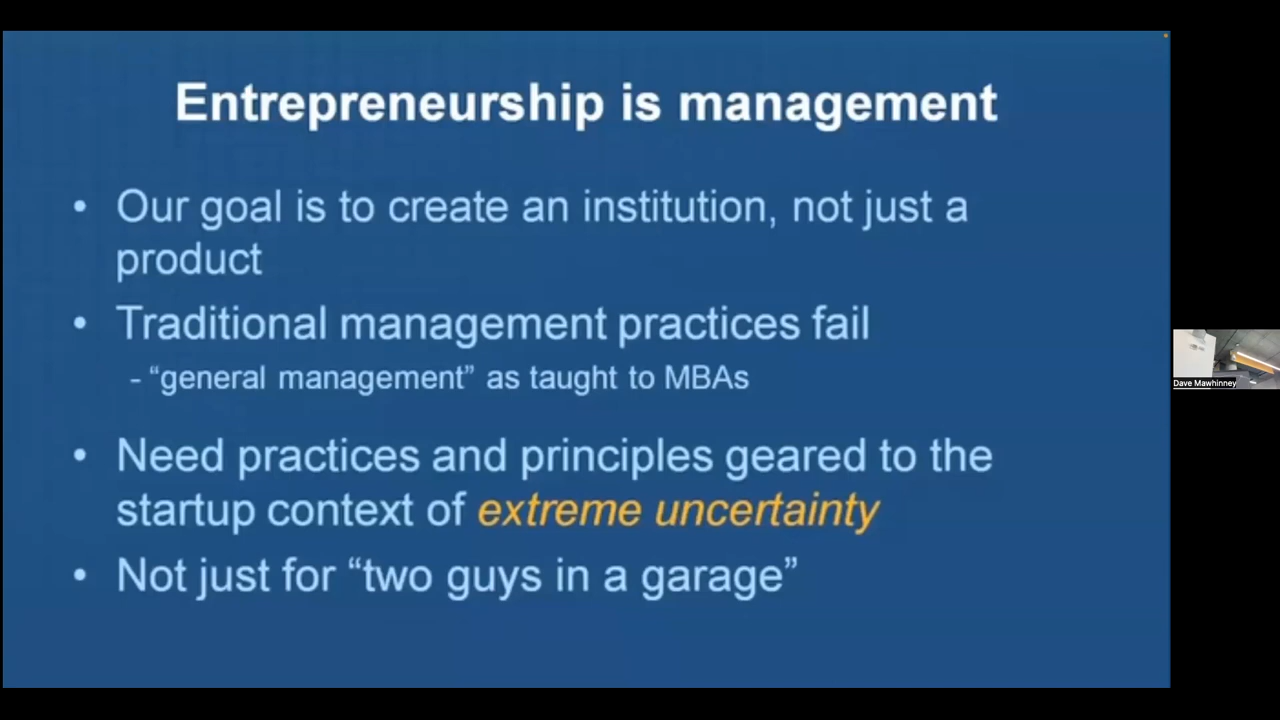 Entrepreneurship is management
• Our goal is to create an institution, not just a
product
• Traditional management practices fail
- “general management” as taught to MBAs
• Need practices and principles geared to the
startup context of extreme uncertainty
• Not just for “two guys in a garage”
Dave Mawhinney